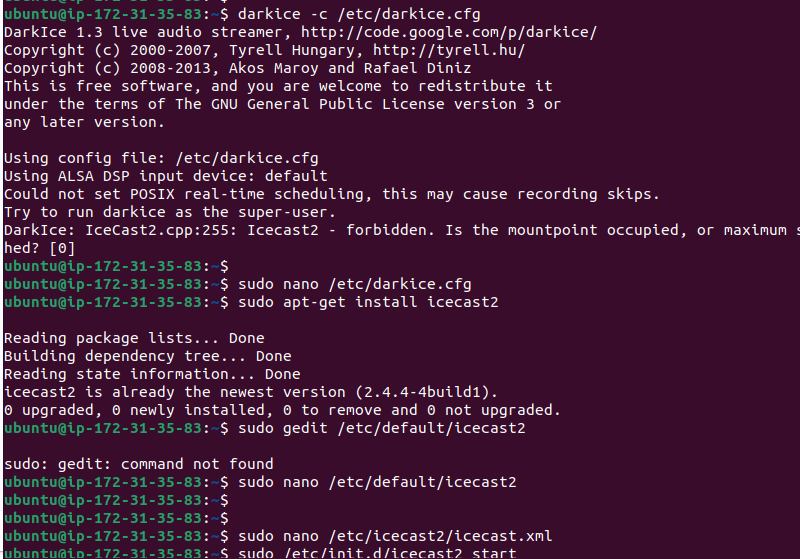 ubuntu@ip-172-31-35-83:~$ darkice -c /etc/darkice.cfg
DarkIce 1.3 live audio streamer, http://code.google.com/p/darkice/
Copyright (c) 2000-2007, Tyrell Hungary, http://tyrell.hu/
Copyright (c) 2008-2013, Akos Maroy and Rafael Diniz
This is free software, and you are welcome to redistribute it
under the terms of The GNU General Public License version 3 or
any later version.
Using config file: /etc/darkice.cfg
Using ALSA DSP input device: default
Could not set POSIX real-time scheduling, this may cause recording skips.
Try to run darkice as the super-user.
DarkIce: IceCast2.cpp:255: Icecast2 - forbidden. Is the mountpoint occupied, or maximum s
hed? [0]
ubuntu@ip-172-31-35-83:~$
ubuntu@ip-172-31-35-83:~$ sudo nano /etc/darkice.cfg
ubuntu@ip-172-31-35-83:~$ sudo apt-get install icecast2
Reading package lists... Done
Building dependency tree... Done
Reading state information... Done
icecast2 is already the newest version (2.4.4-4build1).
0 upgraded, 0 newly installed, 0 to remove and 0 not upgraded.
ubuntu@ip-172-31-35-83:~$ sudo gedit /etc/default/icecast2
sudo: gedit: command not found
ubuntu@ip-172-31-35-83:~$ sudo nano /etc/default/icecast2
ubuntu@ip-172-31-35-83:~$
ubuntu@ip-172-31-35-83:~$
ubuntu@ip-172-31-35-83:~$ sudo nano /etc/icecast2/icecast.xml
ubuntu@ip-172-31-35-83:~$ sudo /etc/init.d/icecast2 start